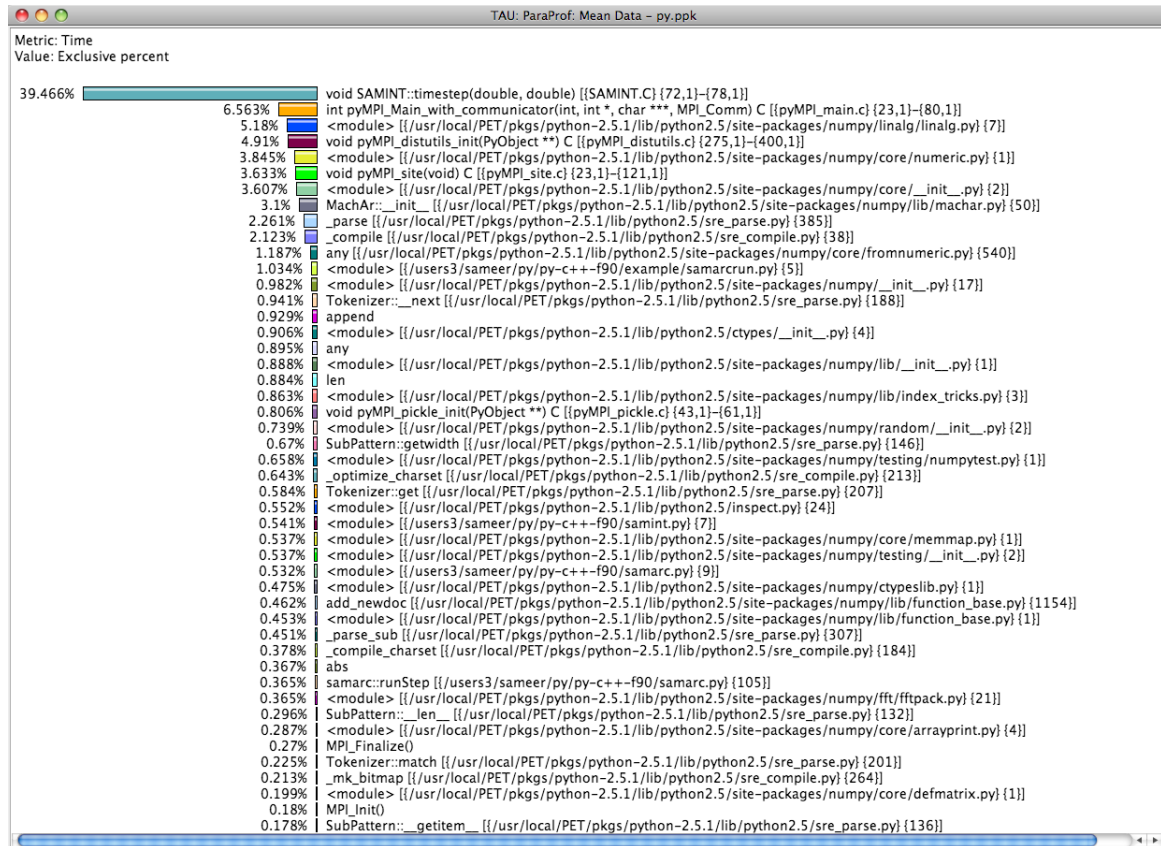 TAU: ParaProf: Mean Data – py.ppk
Metric: Time
Value: Exclusive percent
39.466% void SAMINT::timestep(double, double) [{SAMINT.C} {72,1}–{78,1}]
6.563% int pyMPI_Main_with_communicator(int, int *, char ***, MPI_Comm) C [{pyMPI_main.c} {23,1}–{80,1}]
5.18% <module> [{/usr/local/PET/pkgs/python-2.5.1/lib/python2.5/site-packages/numpy/linalg/linalg.py} {7}]
4.91% void pyMPI_distutils_init(PyObject **) C [{pyMPI_distutils.c} {275,1}–{400,1}]
3.845% <module> [{/usr/local/PET/pkgs/python-2.5.1/lib/python2.5/site-packages/numpy/core/numeric.py} {1}]
3.633% void pyMPI_site(void) C [{pyMPI_site.c} {23,1}–{121,1}]
3.607% <module> [{/usr/local/PET/pkgs/python-2.5.1/lib/python2.5/site-packages/numpy/core/__init__.py} {2}]
3.1% MachAr::__init__ [{/usr/local/PET/pkgs/python-2.5.1/lib/python2.5/site-packages/numpy/lib/machar.py} {50}]
2.261% _parse [{/usr/local/PET/pkgs/python-2.5.1/lib/python2.5/sre_parse.py} {385}]
2.123% _compile [{/usr/local/PET/pkgs/python-2.5.1/lib/python2.5/sre_compile.py} {38}]
1.187% any [{/usr/local/PET/pkgs/python-2.5.1/lib/python2.5/site-packages/numpy/core/fromnumeric.py} {540}]
1.034% <module> [{/users3/sameer/py/py-c++-f90/example/samarcrun.py} {5}]
0.982% <module> [{/usr/local/PET/pkgs/python-2.5.1/lib/python2.5/site-packages/numpy/__init__.py} {17}]
0.941% Tokenizer::__next [{/usr/local/PET/pkgs/python-2.5.1/lib/python2.5/sre_parse.py} {188}]
0.929% append
0.906% <module> [{/usr/local/PET/pkgs/python-2.5.1/lib/python2.5/ctypes/__init__.py} {4}]
0.895% any
0.888% <module> [{/usr/local/PET/pkgs/python-2.5.1/lib/python2.5/site-packages/numpy/lib/__init__.py} {1}]
0.884% len
0.863% <module> [{/usr/local/PET/pkgs/python-2.5.1/lib/python2.5/site-packages/numpy/lib/index_tricks.py} {3}]
0.806% void pyMPI_pickle_init(PyObject **) C [{pyMPI_pickle.c} {43,1}–{61,1}]
0.739% <module> [{/usr/local/PET/pkgs/python-2.5.1/lib/python2.5/site-packages/numpy/random/__init__.py} {2}]
0.67% SubPattern::getwidth [{/usr/local/PET/pkgs/python-2.5.1/lib/python2.5/sre_parse.py} {146}]
0.658% <module> [{/usr/local/PET/pkgs/python-2.5.1/lib/python2.5/site-packages/numpy/testing/numpytest.py} {1}]
0.643% _optimize_charset [{/usr/local/PET/pkgs/python-2.5.1/lib/python2.5/sre_compile.py} {213}]
0.584% Tokenizer::get [{/usr/local/PET/pkgs/python-2.5.1/lib/python2.5/sre_parse.py} {207}]
0.552% <module> [{/usr/local/PET/pkgs/python-2.5.1/lib/python2.5/inspect.py} {24}]
0.541% <module> [{/users3/sameer/py/py-c++-f90/samint.py} {7}]
0.537% <module> [{/usr/local/PET/pkgs/python-2.5.1/lib/python2.5/site-packages/numpy/core/memmap.py} {1}]
0.537% <module> [{/usr/local/PET/pkgs/python-2.5.1/lib/python2.5/site-packages/numpy/testing/__init__.py} {2}]
0.532% <module> [{/users3/sameer/py/py-c++-f90/samarc.py} {9}]
0.475% <module> [{/usr/local/PET/pkgs/python-2.5.1/lib/python2.5/site-packages/numpy/ctypeslib.py} {1}]
0.462% add_newdoc [{/usr/local/PET/pkgs/python-2.5.1/lib/python2.5/site-packages/numpy/lib/function_base.py} {1154}]
0.453% <module> [{/usr/local/PET/pkgs/python-2.5.1/lib/python2.5/site-packages/numpy/lib/function_base.py} {1}]
0.451% _parse_sub [{/usr/local/PET/pkgs/python-2.5.1/lib/python2.5/sre_parse.py} {307}]
0.378% _compile_charset [{/usr/local/PET/pkgs/python-2.5.1/lib/python2.5/sre_compile.py} {184}]
0.367% abs
0.365% samarc::runStep [{/users3/sameer/py/py-c++-f90/samarc.py} {105}]
0.365% <module> [{/usr/local/PET/pkgs/python-2.5.1/lib/python2.5/site-packages/numpy/fft/fftpack.py} {21}]
0.296% SubPattern::__len__ [{/usr/local/PET/pkgs/python-2.5.1/lib/python2.5/sre_parse.py} {132}]
0.287% <module> [{/usr/local/PET/pkgs/python-2.5.1/lib/python2.5/site-packages/numpy/core/arrayprint.py} {4}]
0.27% MPI_Finalize()
0.225% Tokenizer::match [{/usr/local/PET/pkgs/python-2.5.1/lib/python2.5/sre_parse.py} {201}]
0.213% _mk_bitmap [{/usr/local/PET/pkgs/python-2.5.1/lib/python2.5/sre_compile.py} {264}]
0.199% <module> [{/usr/local/PET/pkgs/python-2.5.1/lib/python2.5/site-packages/numpy/core/defmatrix.py} {1}]
0.18% MPI_Init()
0.178% SubPattern::__getitem__ [{/usr/local/PET/pkgs/python-2.5.1/lib/python2.5/sre_parse.py} {136}]